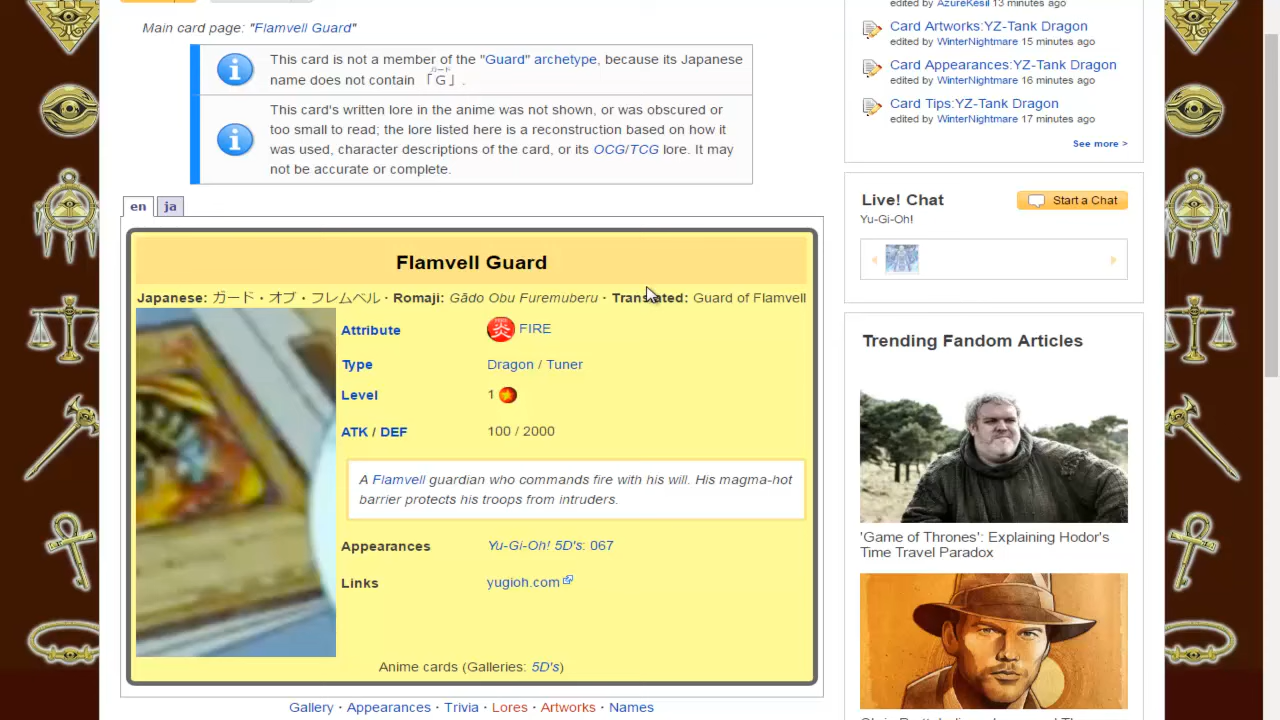 Main card page: "Flamvell Guard"
This card is not a member of the "Guard" archetype, because its Japanese
name does not contain 「G」.
This card's written lore in the anime was not shown, or was obscured or
too small to read; the lore listed here is a reconstruction based on how it
was used, character descriptions of the card, or its OCG/TCG lore. It may
not be accurate or complete.
en ja
Flamvell Guard
Japanese: ガード・オブ・フレムベル · Romaji: Gādo Obu Furemuberu · Translated: Guard of Flamvell
Attribute 炎 FIRE
Type Dragon / Tuner
Level 1
ATK / DEF 100 / 2000
A Flamvell guardian who commands fire with his will. His magma-hot
barrier protects his troops from intruders.
Appearances Yu-Gi-Oh! 5D's: 067
Links yugioh.com
Anime cards (Galleries: 5D's)
Gallery · Appearances · Trivia · Lores · Artworks · Names
edited by AzureKesil 13 minutes ago
Card Artworks:YZ-Tank Dragon
edited by WinterNightmare 15 minutes ago
Card Appearances:YZ-Tank Dragon
edited by WinterNightmare 16 minutes ago
Card Tips:YZ-Tank Dragon
edited by WinterNightmare 17 minutes ago
See more >
Live! Chat
Start a Chat
Yu-Gi-Oh!
Trending Fandom Articles
'Game of Thrones': Explaining Hodor's
Time Travel Paradox